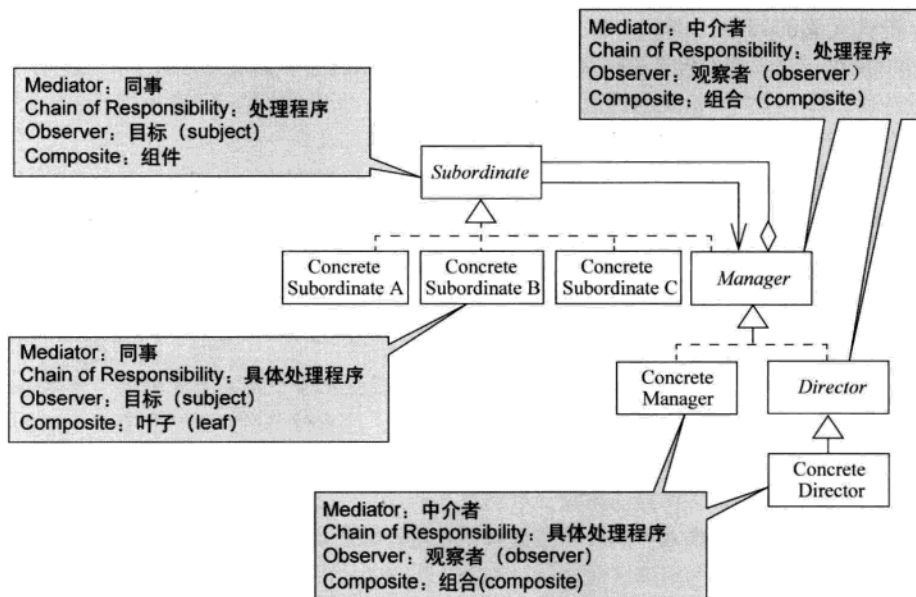 Mediator：中介者
Chain of Responsibility：处理程序
Observer：观察者（observer）
Composite：组合（composite）
Mediator：同事
Chain of Responsibility：处理程序
Observer：目标（subject）
Composite：组件
Subordinate
Concrete
Subordinate A
Concrete
Subordinate B
Concrete
Subordinate C
Manager
Mediator：同事
Chain of Responsibility：具体处理程序
Observer：目标（subject）
Composite：叶子（leaf）
Concrete
Manager
Director
Concrete
Director
Mediator：中介者
Chain of Responsibility：具体处理程序
Observer：观察者（observer）
Composite：组合(composite)